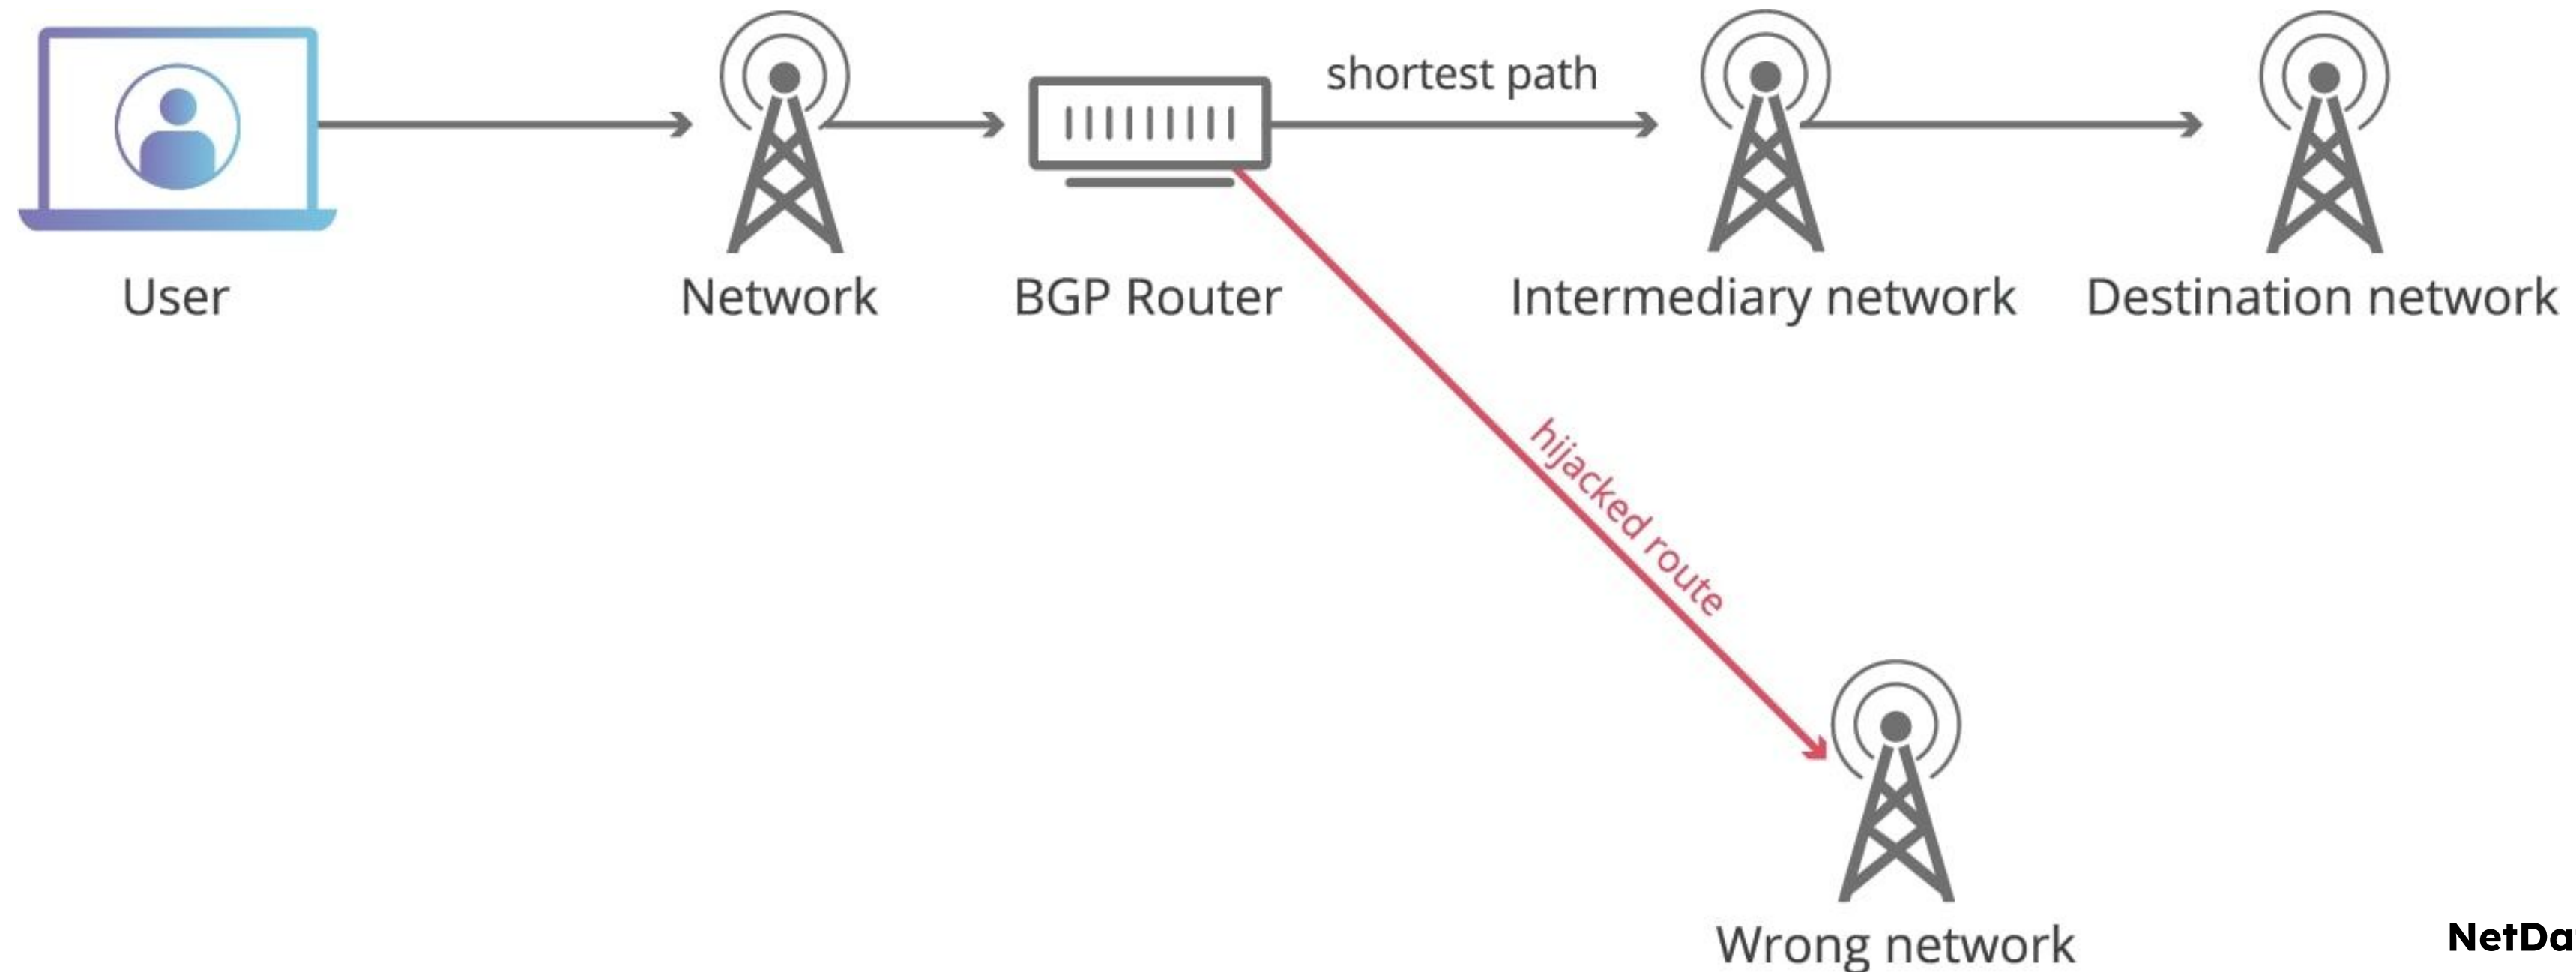 shortest path
User
Network
BGP Router
Intermediary network
Destination network
hijacked route
Wrong network
NetDa